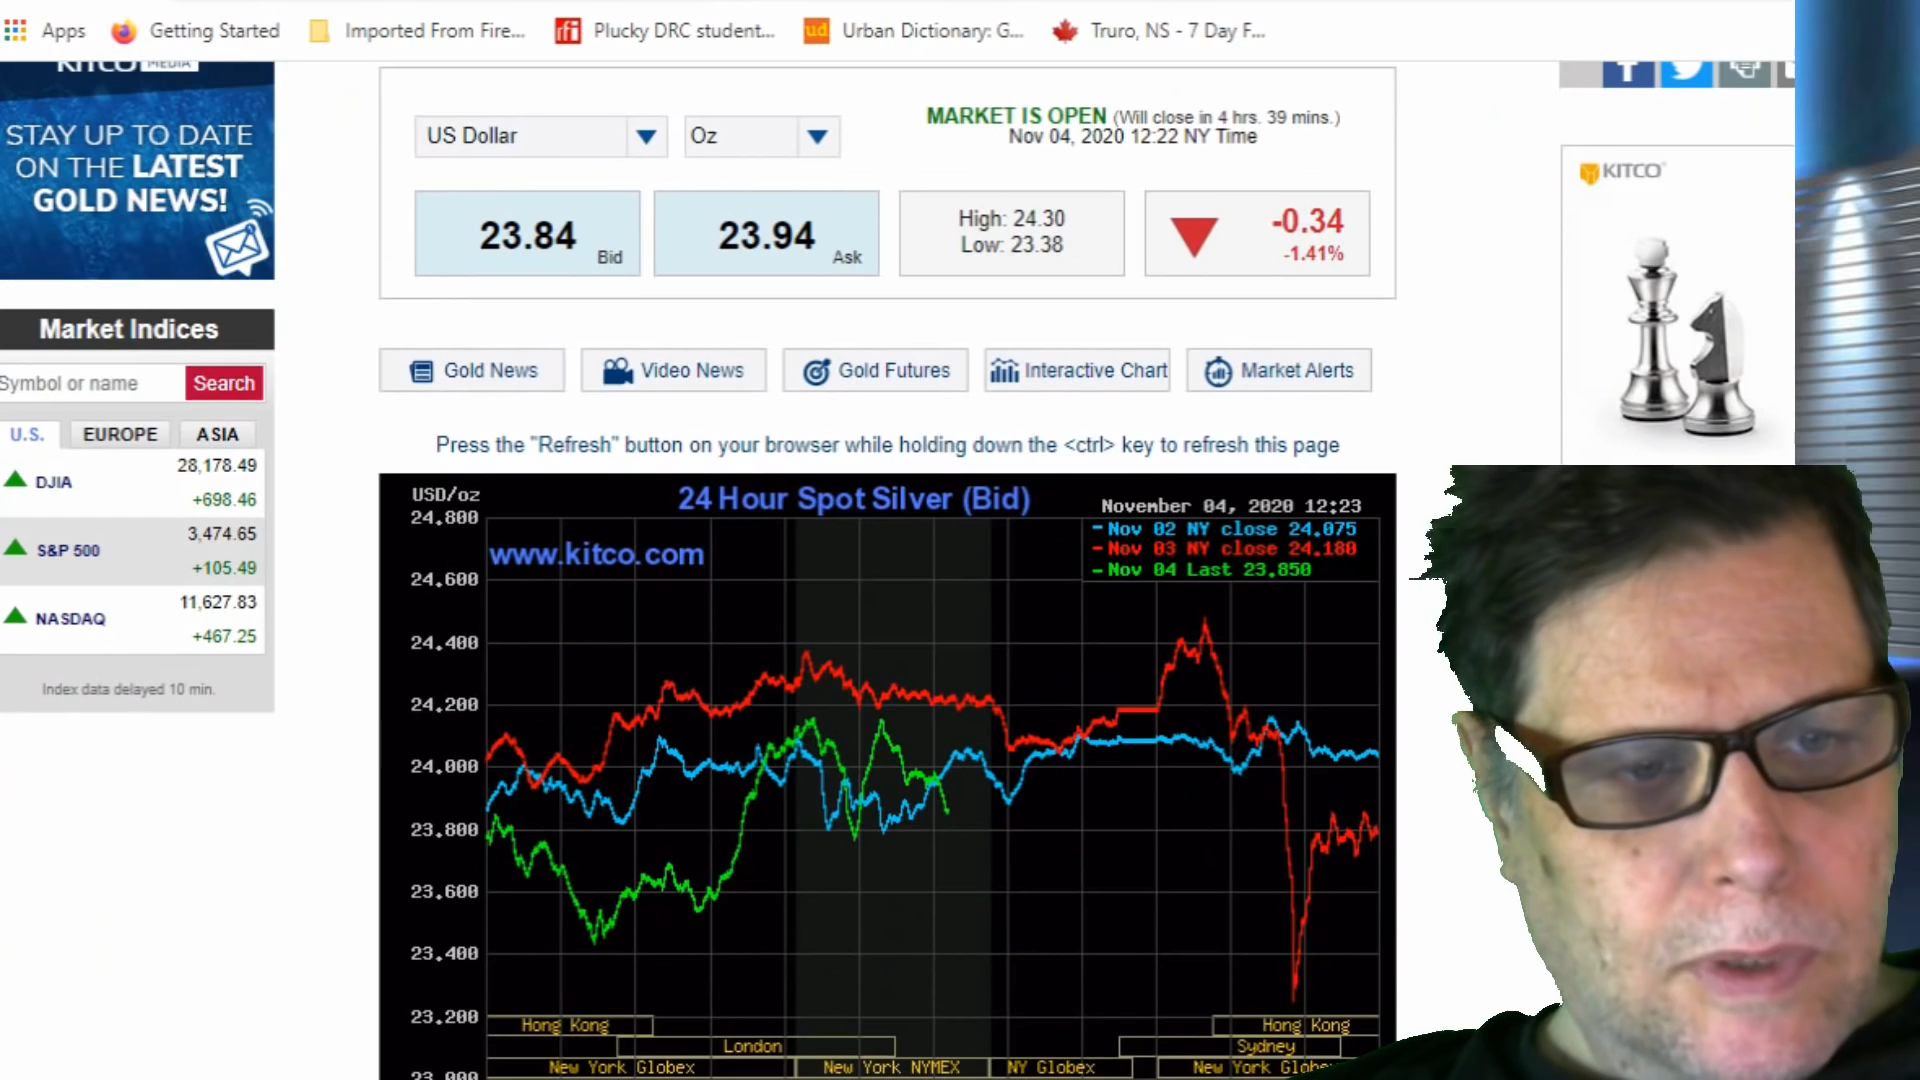 Apps
Getting Started
Imported From Fire...
rfi
Plucky DRC student...
ud
Urban Dictionary: G...
Truro, NS - 7 Day F...
KITCO MEDIA
STAY UP TO DATE
ON THE LATEST
GOLD NEWS!
US Dollar
Oz
MARKET IS OPEN (Will close in 4 hrs. 39 mins.)
Nov 04, 2020 12:22 NY Time
23.84 Bid
23.94 Ask
High: 24.30
Low: 23.38
-0.34
-1.41%
KITCO
Market Indices
Symbol or name
Search
U.S.
EUROPE
ASIA
DJIA
28,178.49
+698.46
S&P 500
3,474.65
+105.49
NASDAQ
11,627.83
+467.25
Index data delayed 10 min.
Gold News
Video News
Gold Futures
Interactive Chart
Market Alerts
Press the "Refresh" button on your browser while holding down the <ctrl> key to refresh this page
USD/oz
24 Hour Spot Silver (Bid)
November 04, 2020 12:23
www.kitco.com
Nov 02 NY close 24.075
Nov 03 NY close 24.180
Nov 04 Last 23.850
24.800
24.600
24.400
24.200
24.000
23.800
23.600
23.400
23.200
23.000
Hong Kong
Hong Kong
London
Sydney
New York Globex
New York NYMEX
NY Globex
New York Globe